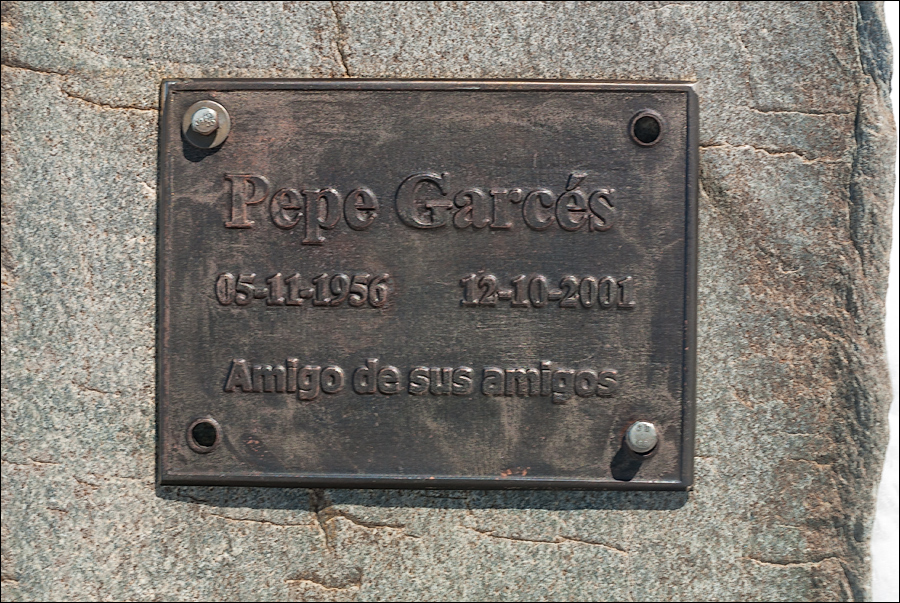 Pepe Garcés
05-11-1956 12-10-2001
Amigo de sus amigos